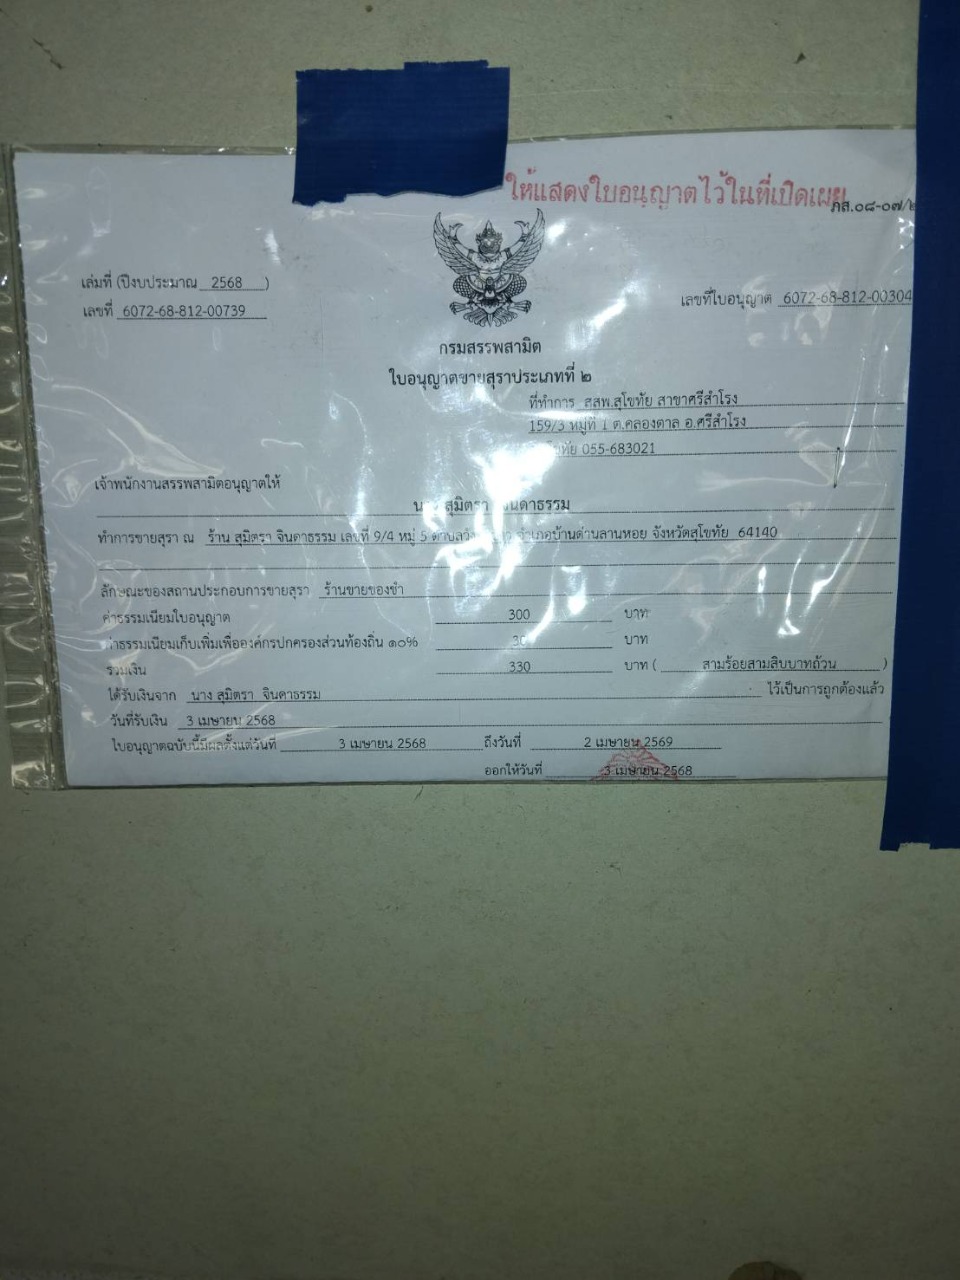 ให้แสดงใบอนุญาตไว้ในที่เปิดเผย
ภส.๐๘-๐๗/๒
เล่มที่ (ปีงบประมาณ 2568 )
เลขที่ 6072-68-812-00739
เลขที่ใบอนุญาต 6072-68-812-00304
กรมสรรพสามิต
ใบอนุญาตขายสุราประเภทที่ ๒
ที่ทำการ สสพ.สุโขทัย สาขาศรีสำโรง
159/3 หมู่ที่ 1 ต.คลองตาล อ.ศรีสำโรง
055-683021
เจ้าพนักงานสรรพสามิตอนุญาตให้
นาง สุมิตรา จินดาธรรม
ทำการขายสุรา ณ ร้าน สุมิตรา จินดาธรรม เลขที่ 9/4 หมู่ 5 อำเภอบ้านด่านลานหอย จังหวัดสุโขทัย 64140
ลักษณะของสถานประกอบการขายสุรา ร้านขายของชำ
ค่าธรรมเนียมใบอนุญาต 300 บาท
ค่าธรรมเนียมเก็บเพิ่มเพื่อองค์กรปกครองส่วนท้องถิ่น ๑๐% 30 บาท
รวมเงิน 330 บาท ( สามร้อยสามสิบบาทถ้วน )
ได้รับเงินจาก นาง สุมิตรา จินดาธรรม ไว้เป็นการถูกต้องแล้ว
วันที่รับเงิน 3 เมษายน 2568
ใบอนุญาตฉบับนี้มีผลตั้งแต่วันที่ 3 เมษายน 2568 ถึงวันที่ 2 เมษายน 2569
ออกให้วันที่ 3 เมษายน 2568